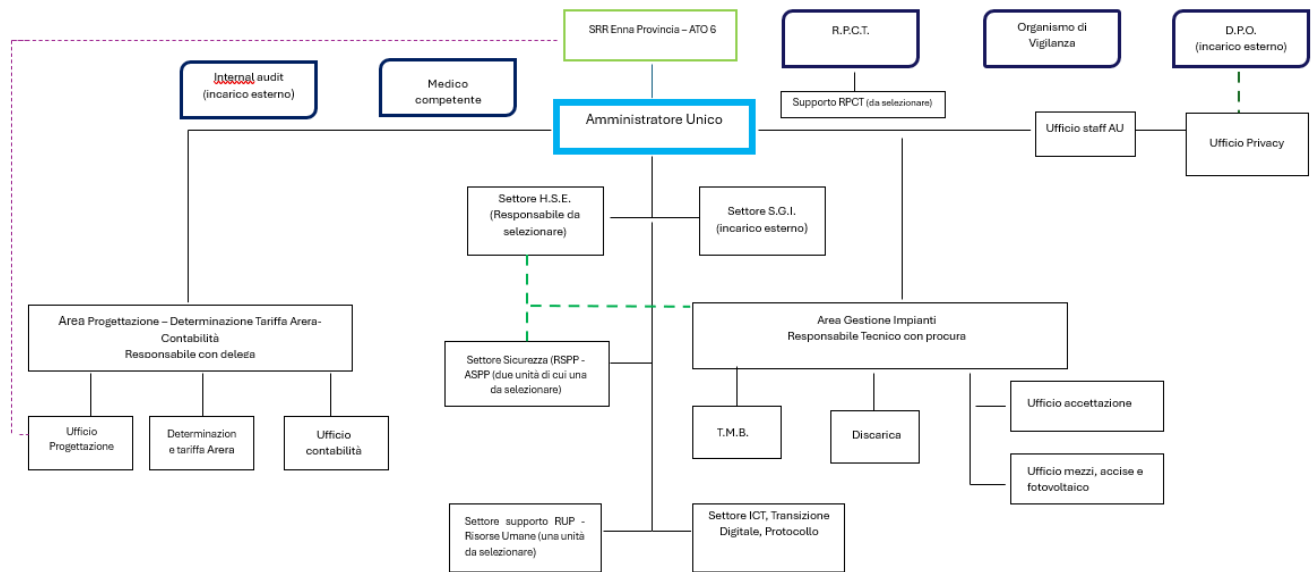 SRR Enna Provincia – ATO 6
R.P.C.T.
Organismo di
Vigilanza
D.P.O.
(incarico esterno)
Internal audit
(incarico esterno)
Medico
competente
Supporto RPCT (da selezionare)
Amministratore Unico
Ufficio staff AU
Ufficio Privacy
Settore H.S.E.
(Responsabile da
selezionare)
Settore S.G.I.
(incarico esterno)
Area Progettazione – Determinazione Tariffa Arera-
Contabilità
Responsabile con delega
Area Gestione Impianti
Responsabile Tecnico con procura
Settore Sicurezza (RSPP -
ASPP (due unità di cui una
da selezionare)
Ufficio
Progettazione
Determinazion
e tariffa Arera
Ufficio
contabilità
T.M.B.
Discarica
Ufficio accettazione
Ufficio mezzi, accise e
fotovoltaico
Settore supporto RUP -
Risorse Umane (una unità
da selezionare)
Settore ICT, Transizione
Digitale, Protocollo